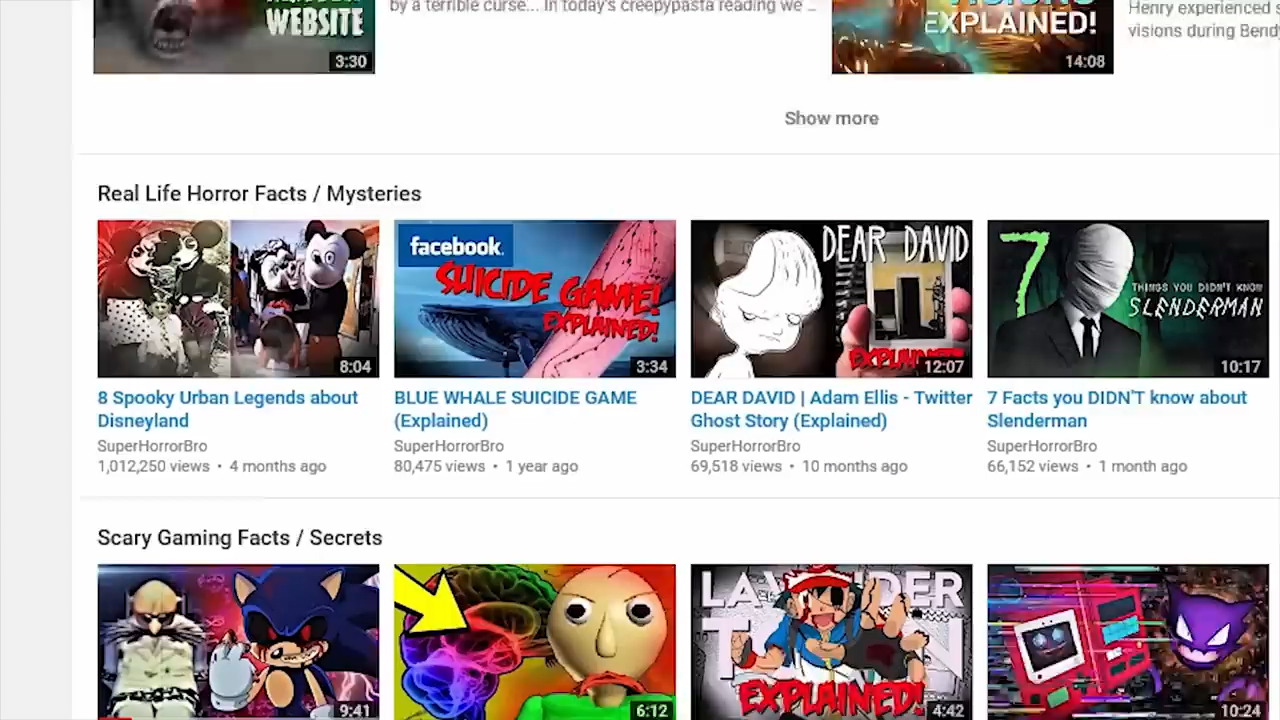 WEBSITE
3:30
by a terrible curse... In today's creepypasta reading we ...
EXPLAINED!
14:08
Henry experienced s
visions during Bendy
Show more
Real Life Horror Facts / Mysteries
facebook.
SUICIDE GAME!
EXPLAINED!
DEAR DAVID
EXPLAINED
7
THINGS YOU DIDN'T KNOW
SLENDERMAN
8:04
3:34
12:07
10:17
8 Spooky Urban Legends about
Disneyland
SuperHorrorBro
1,012,250 views • 4 months ago
BLUE WHALE SUICIDE GAME
(Explained)
SuperHorrorBro
80,475 views • 1 year ago
DEAR DAVID | Adam Ellis - Twitter
Ghost Story (Explained)
SuperHorrorBro
69,518 views • 10 months ago
7 Facts you DIDN'T know about
Slenderman
SuperHorrorBro
66,152 views • 1 month ago
Scary Gaming Facts / Secrets
EXPLAINED!
9:41
6:12
4:42
10:24